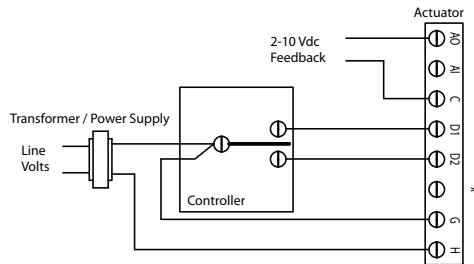 Actuator
2-10 Vdc
Feedback
AO
AI
C
D1
D2
*
G
H
Transformer / Power Supply
Line
Volts
Controller